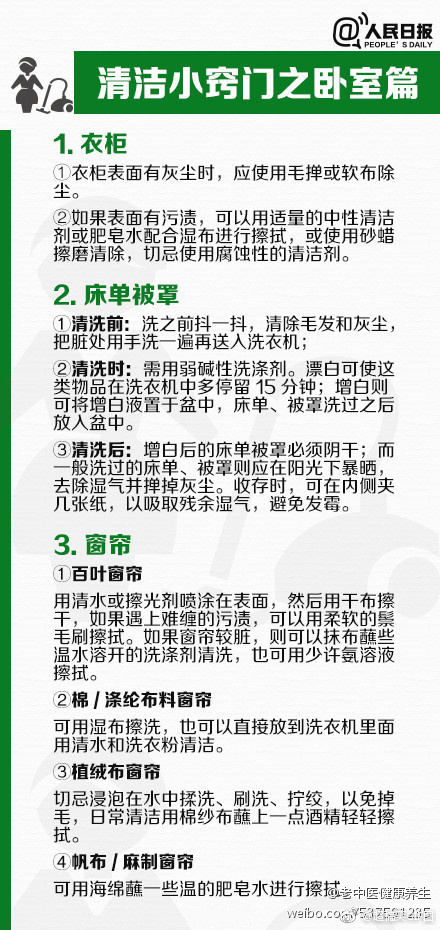 @人民日报
PEOPLE'S DAILY
清洁小窍门之卧室篇
1. 衣柜
①衣柜表面有灰尘时，应使用毛掸或软布除
尘。
②如果表面有污渍，可以用适量的中性清洁
剂或肥皂水配合湿布进行擦拭，或使用砂蜡
擦磨清除，切忌使用腐蚀性的清洁剂。
2. 床单被罩
①清洗前：洗之前抖一抖，清除毛发和灰尘，
把脏处用手洗一遍再送入洗衣机；
②清洗时：需用弱碱性洗涤剂。漂白可使这
类物品在洗衣机中多停留 15 分钟；增白则
可将增白液置于盆中，床单、被罩洗过之后
放入盆中。
③清洗后：增白后的床单被罩必须阴干；而
一般洗过的床单、被罩则应在阳光下暴晒，
去除湿气并掸掉灰尘。收存时，可在内侧夹
几张纸，以吸取残余湿气，避免发霉。
3. 窗帘
①百叶窗帘
用清水或擦光剂喷涂在表面，然后用干布擦
干，如果遇上难缠的污渍，可以用柔软的鬃
毛刷擦拭。如果窗帘较脏，则可以抹布蘸些
温水溶开的洗涤剂清洗，也可用少许氨溶液
擦拭。
②棉 / 涤纶布料窗帘
可用湿布擦洗，也可以直接放到洗衣机里面
用清水和洗衣粉清洁。
③植绒布窗帘
切忌浸泡在水中揉洗、刷洗、拧绞，以免掉
毛，日常清洁用棉纱布蘸上一点酒精轻轻擦
拭。
④帆布 / 麻制窗帘
可用海绵蘸一些温的肥皂水进行擦拭
@老中医健康养生